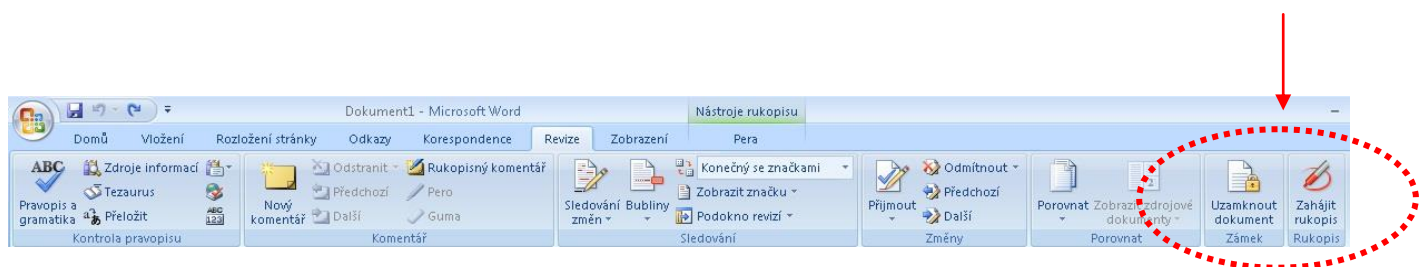 Dokument1 - Microsoft Word
Nástroje rukopisu
Domů Vložení Rozložení stránky Odkazy Korespondence Revize Zobrazení Pera
ABC
Pravopis a
gramatika
Zdroje informací
Tezaurus
Přeložit
ABC
123
Kontrola pravopisu
Nový
komentář
Odstranit
Předchozí
Další
Rukopisný komentář
Pero
Guma
Komentář
Sledování
změn
Bubliny
Konečný se značkami
Zobrazit značku
Podokno revizí
Sledování
Přijmout
Odmítnout
Předchozí
Další
Změny
Porovnat
Zobrazit zdrojové
dokumenty
Porovnat
Uzamknout
dokument
Zámek
Zahájit
rukopis
Rukopis